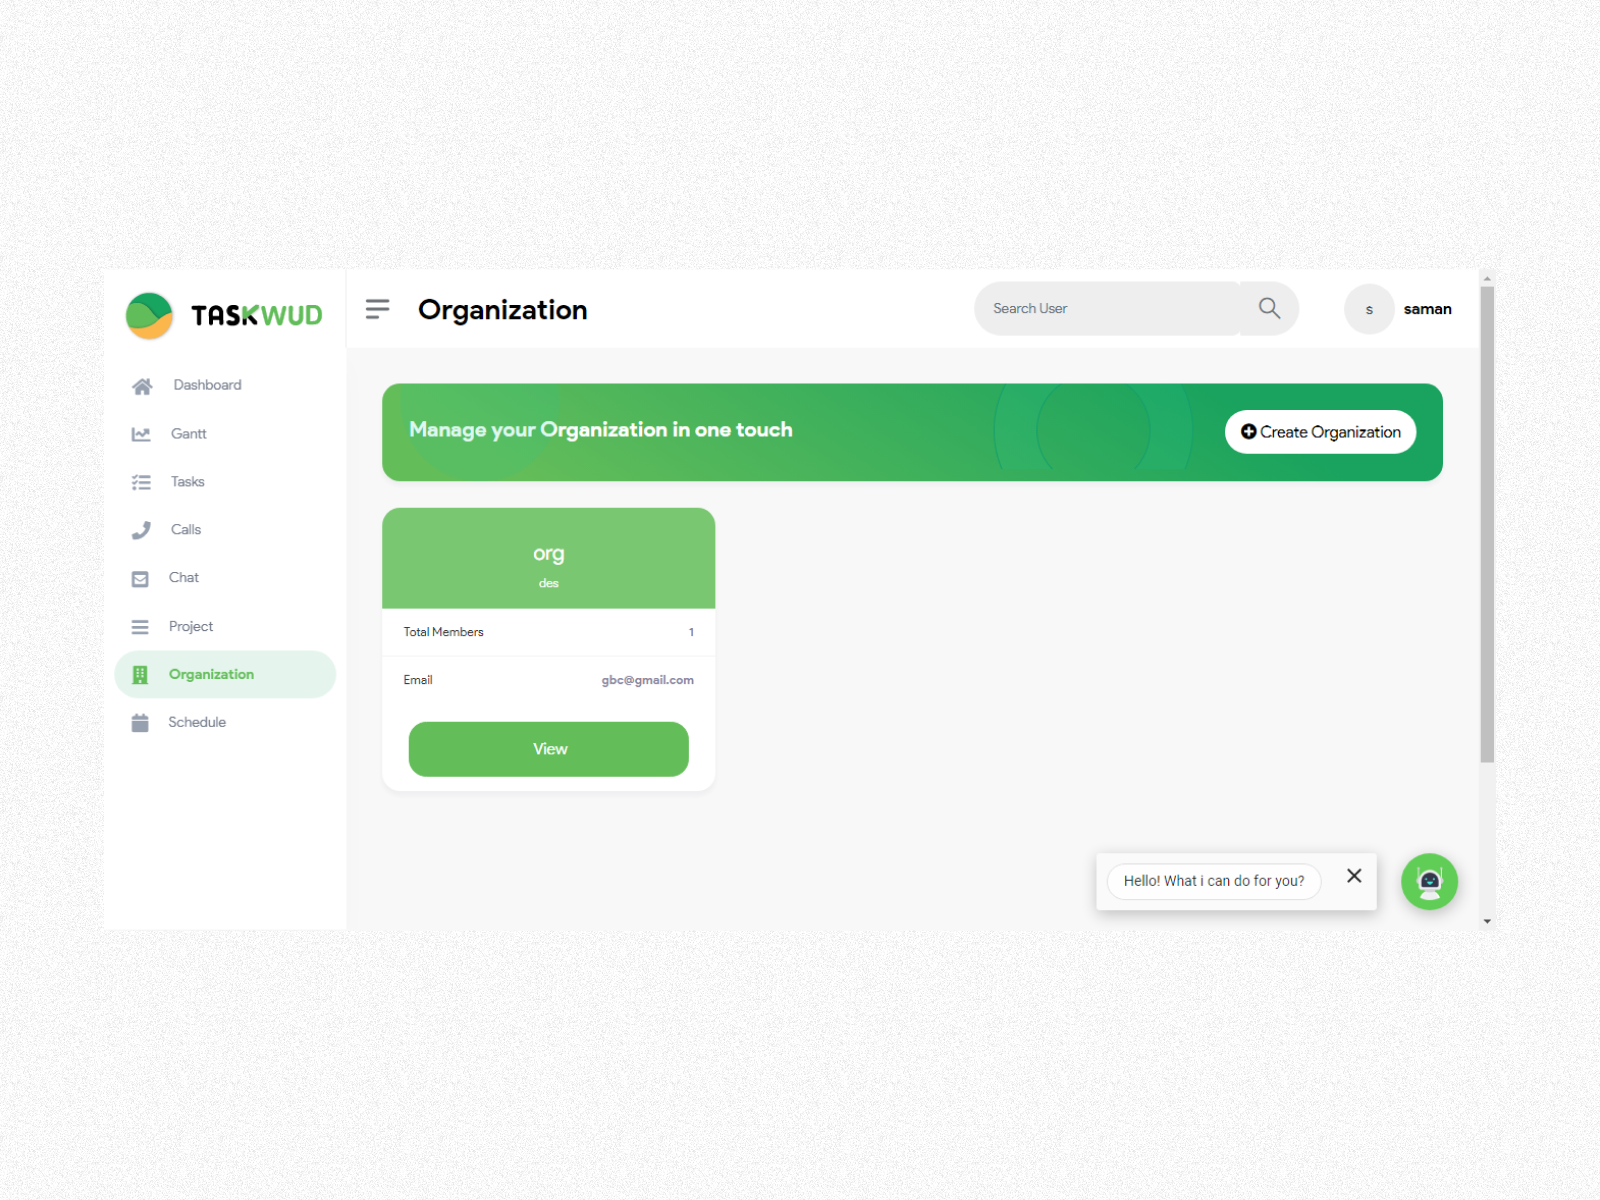 TASKWUD
Organization
Search User
s
saman
Dashboard
Gantt
Tasks
Calls
Chat
Project
Organization
Schedule
Manage your Organization in one touch
Create Organization
org
des
Total Members 1
Email gbc@gmail.com
View
Hello! What i can do for you?